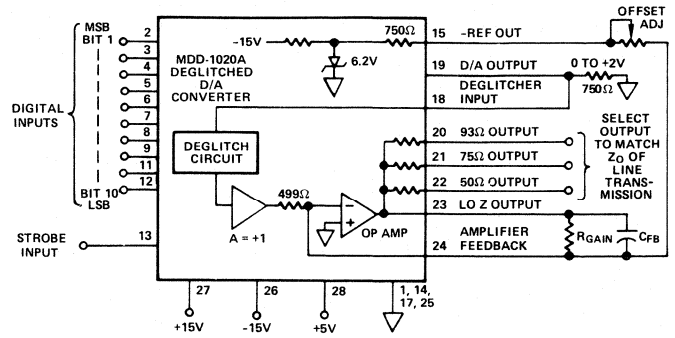 MSB
BIT 1
2
3
4
5
6
7
8
9
11
12
DIGITAL
INPUTS
BIT 10
LSB
STROBE
INPUT
13
MDD-1020A
DEGLITCHED
D/A
CONVERTER
-15V
6.2V
750Ω
DEGLITCH
CIRCUIT
A = +1
499Ω
−
+
OP AMP
15 -REF OUT
19 D/A OUTPUT
DEGLITCHER
18 INPUT
20 93Ω OUTPUT
21 75Ω OUTPUT
22 50Ω OUTPUT
23 LO Z OUTPUT
AMPLIFIER
24 FEEDBACK
OFFSET
ADJ
0 TO +2V
750Ω
SELECT
OUTPUT
TO MATCH
ZO OF
LINE
TRANS-
MISSION
RGAIN
CFB
27
26
28
1, 14,
17, 25
+15V
-15V
+5V